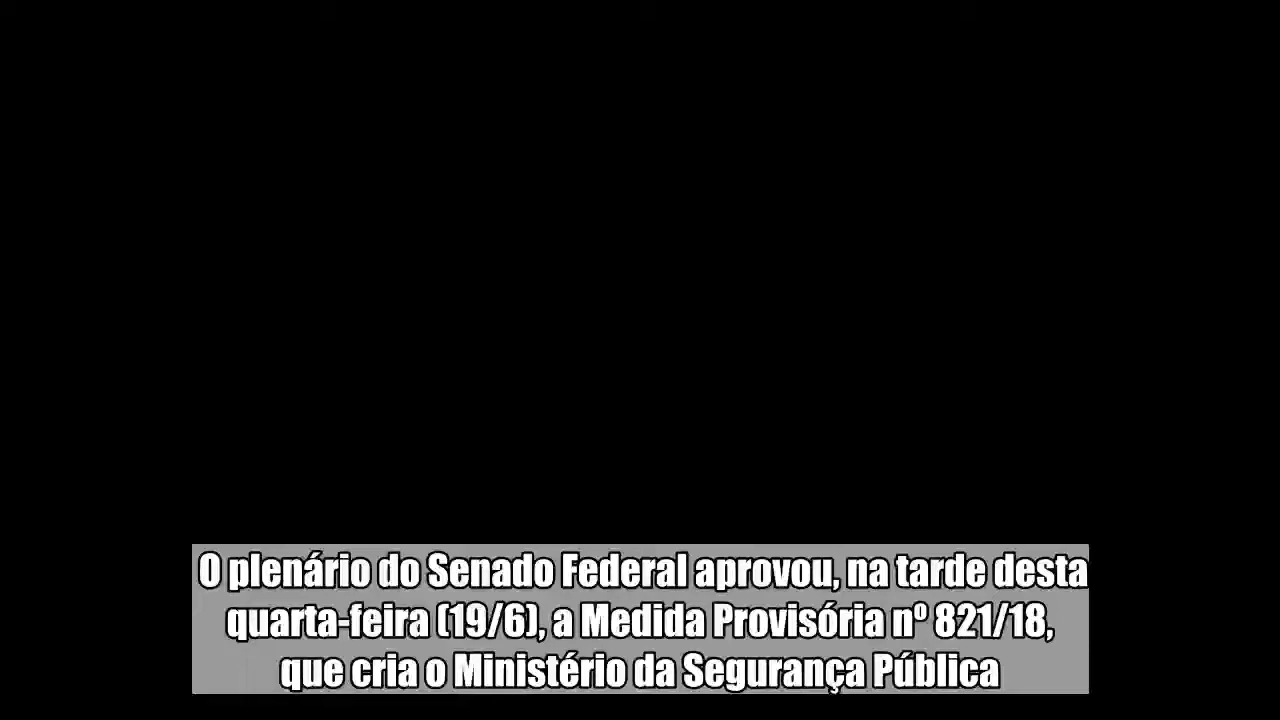 O plenário do Senado Federal aprovou, na tarde desta
quarta-feira (19/6), a Medida Provisória nº 821/18,
que cria o Ministério da Segurança Pública